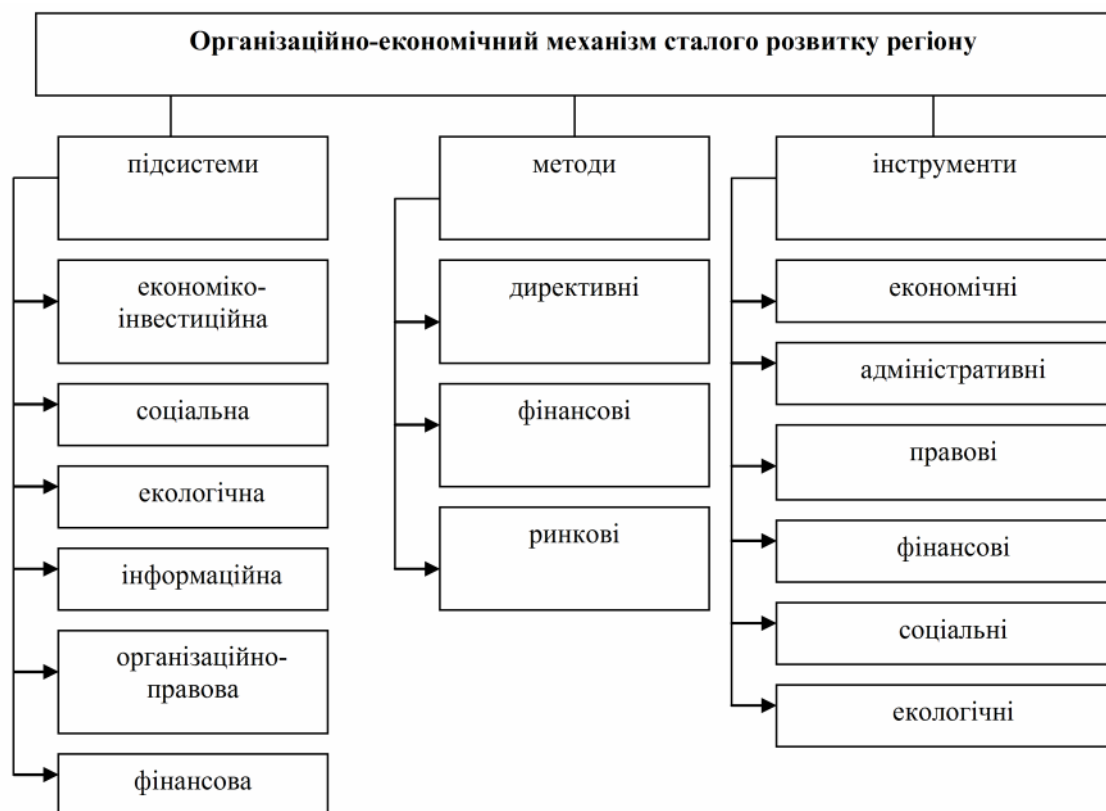 Організаційно-економічний механізм сталого розвитку регіону
підсистеми
економіко-
інвестиційна
соціальна
екологічна
інформаційна
організаційно-
правова
фінансова
методи
директивні
фінансові
ринкові
інструменти
економічні
адміністративні
правові
фінансові
соціальні
екологічні